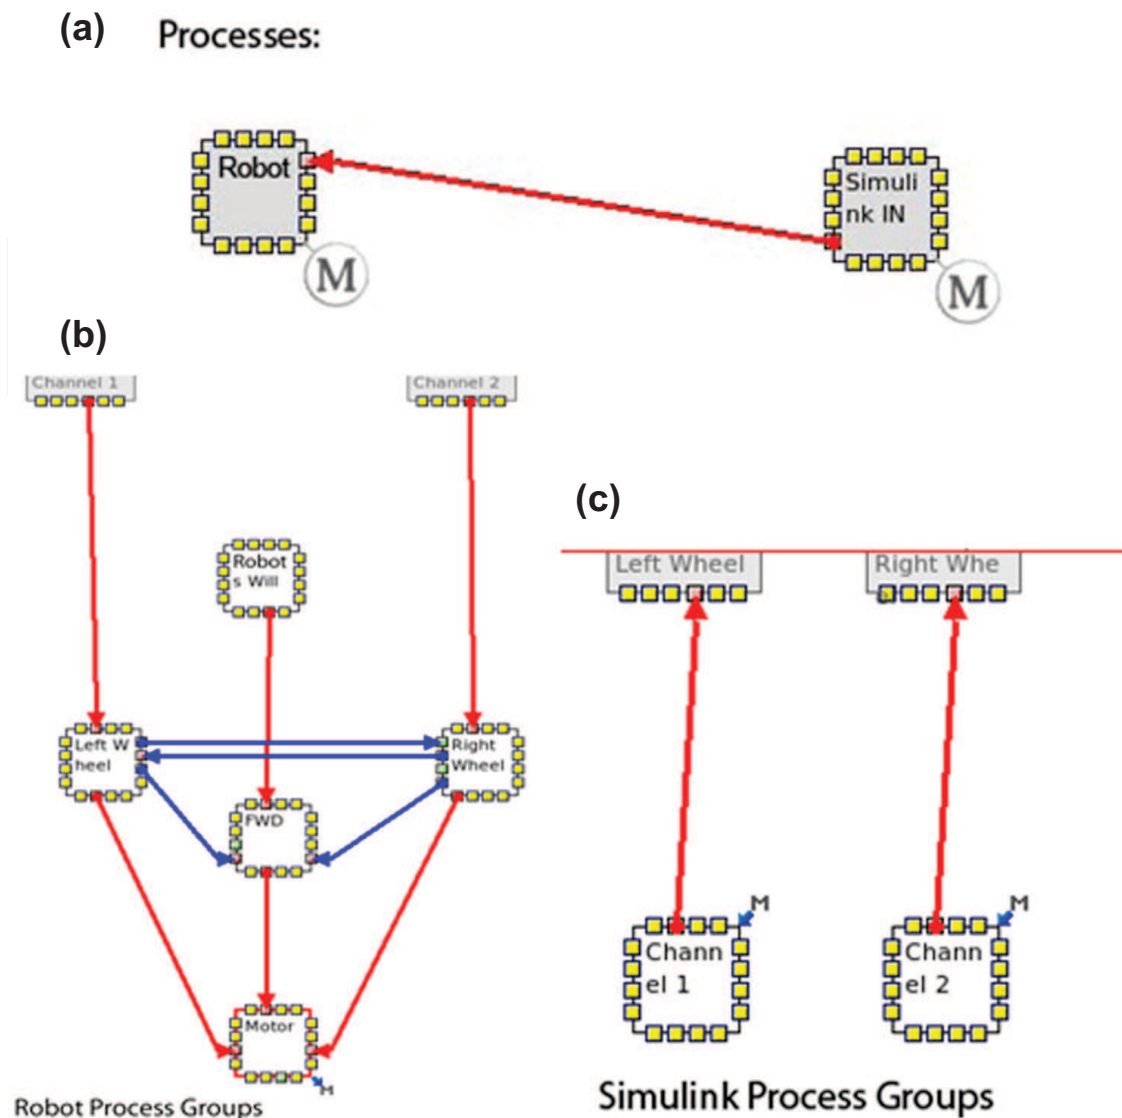 (a) Processes:
Robot
Simuli
nk IN
M
M
(b)
Channel 1
Channel 2
Robot
s Will
Left W
heel
Right
Wheel
FWD
Motor
M
Robot Process Groups
(c)
Left Wheel
Right Whe
M
M
Chann
el 1
Chann
el 2
Simulink Process Groups